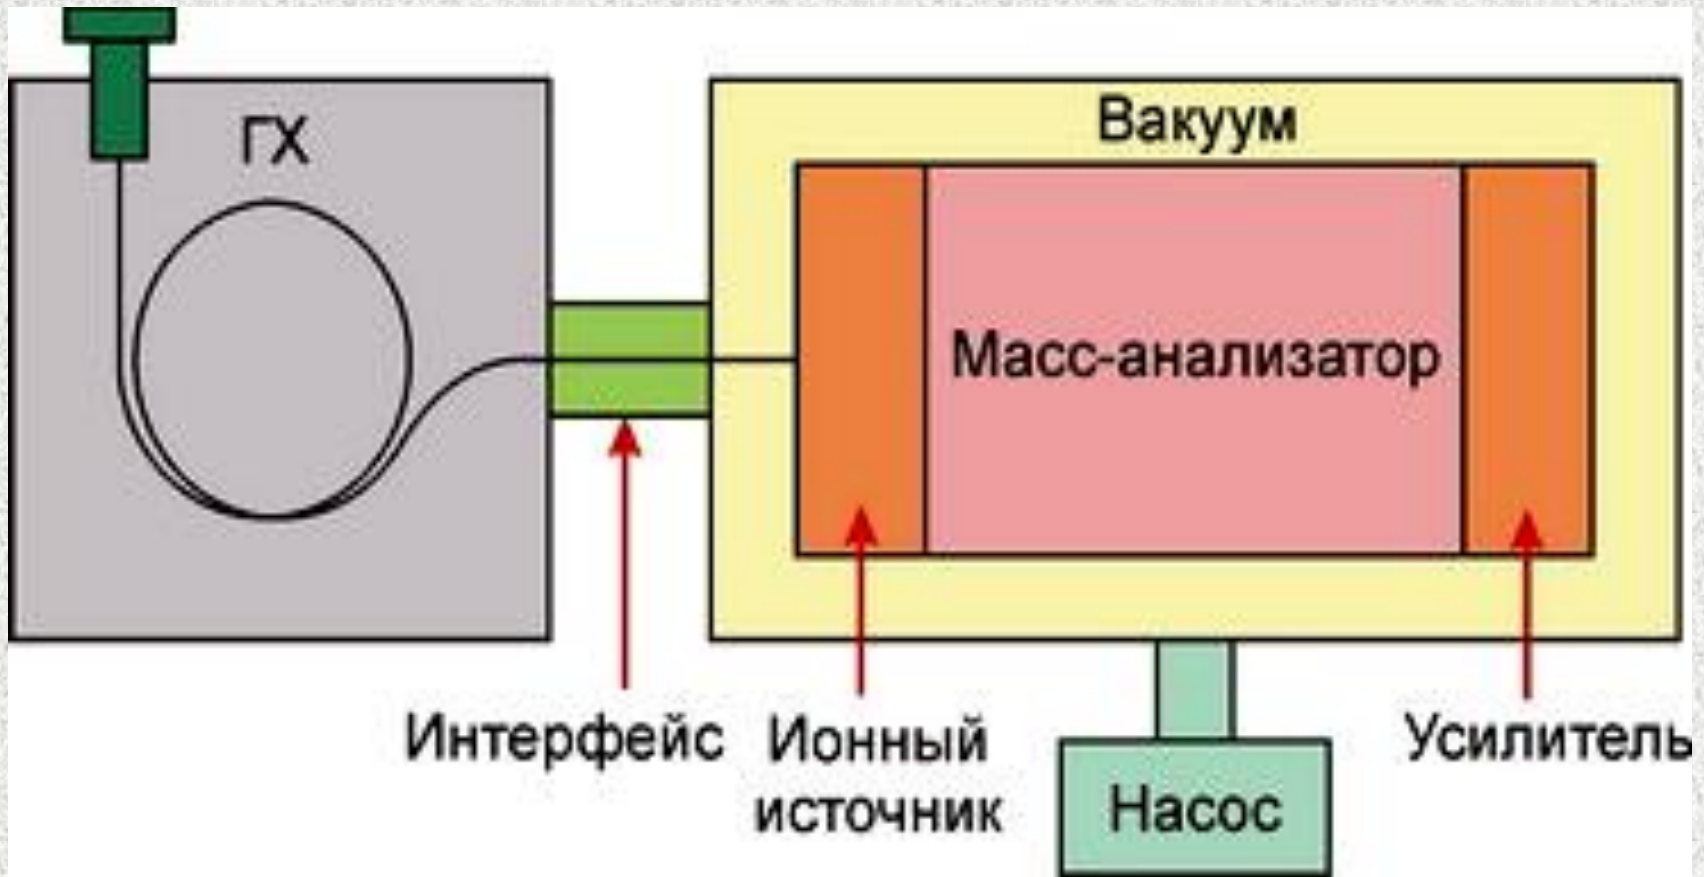 ГХ
Вакуум
Масс-анализатор
Интерфейс
Ионный
источник
Насос
Усилитель